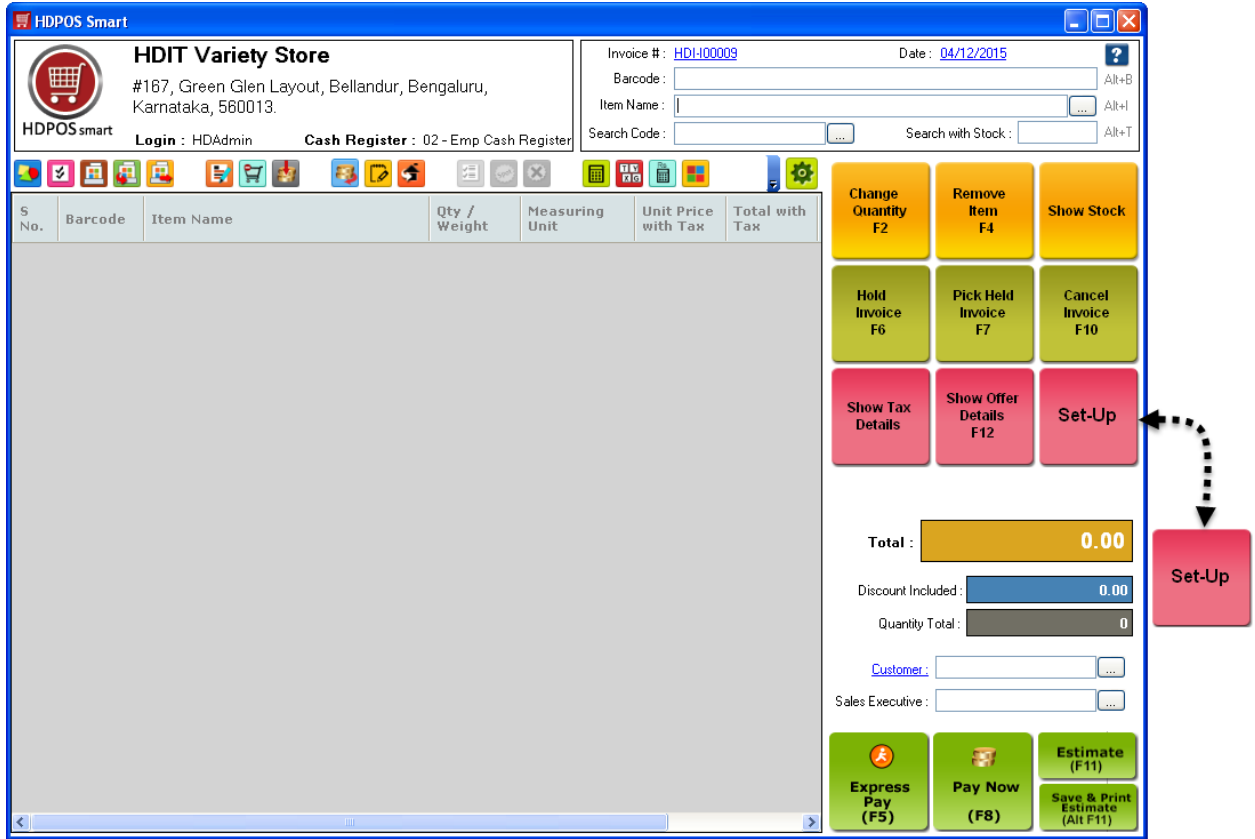 HDPOS Smart
HDPOS smart
HDIT Variety Store
#167, Green Glen Layout, Bellandur, Bengaluru,
Karnataka, 560013.
Login : HDAdmin Cash Register : 02 - Emp Cash Register
Invoice # : HDI-I00009 Date : 04/12/2015 ?
Barcode : Alt+B
Item Name : ... Alt+I
Search Code : ... Search with Stock : Alt+T
S No.
Barcode
Item Name
Qty /
Weight
Measuring
Unit
Unit Price
with Tax
Total with
Tax
Change
Quantity
F2
Remove
Item
F4
Show Stock
Hold
Invoice
F6
Pick Held
Invoice
F7
Cancel
Invoice
F10
Show Tax
Details
Show Offer
Details
F12
Set-Up
Total : 0.00
Set-Up
Discount Included : 0.00
Quantity Total : 0
Customer : ...
Sales Executive : ...
Express
Pay
(F5)
Pay Now
(F8)
Estimate
(F11)
Save & Print
Estimate
(Alt F11)